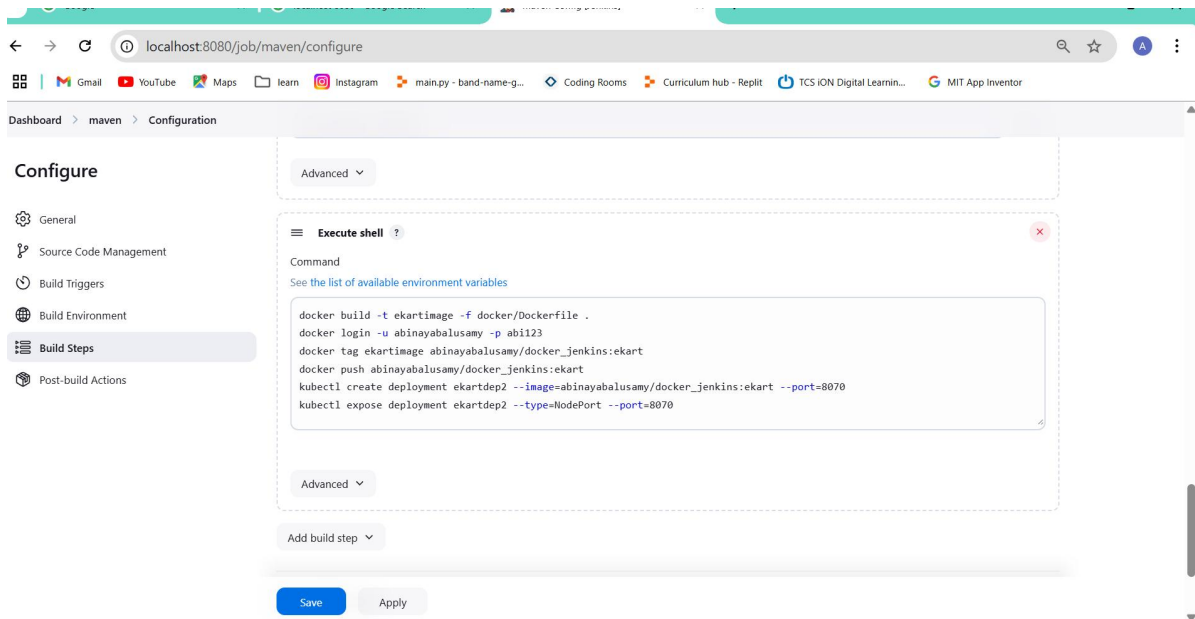 localhost:8080/job/maven/configure
A
Gmail YouTube Maps learn Instagram main.py - band-name-g... Coding Rooms Curriculum hub - Replit TCS iON Digital Learnin... MIT App Inventor
Dashboard > maven > Configuration
Configure
General
Source Code Management
Build Triggers
Build Environment
Build Steps
Post-build Actions
Advanced
Execute shell ?
Command
See the list of available environment variables
docker build -t ekartimage -f docker/Dockerfile .
docker login -u abinayabalusamy -p abi123
docker tag ekartimage abinayabalusamy/docker_jenkins:ekart
docker push abinayabalusamy/docker_jenkins:ekart
kubectl create deployment ekartdep2 --image=abinayabalusamy/docker_jenkins:ekart --port=8070
kubectl expose deployment ekartdep2 --type=NodePort --port=8070
Advanced
Add build step
Save Apply